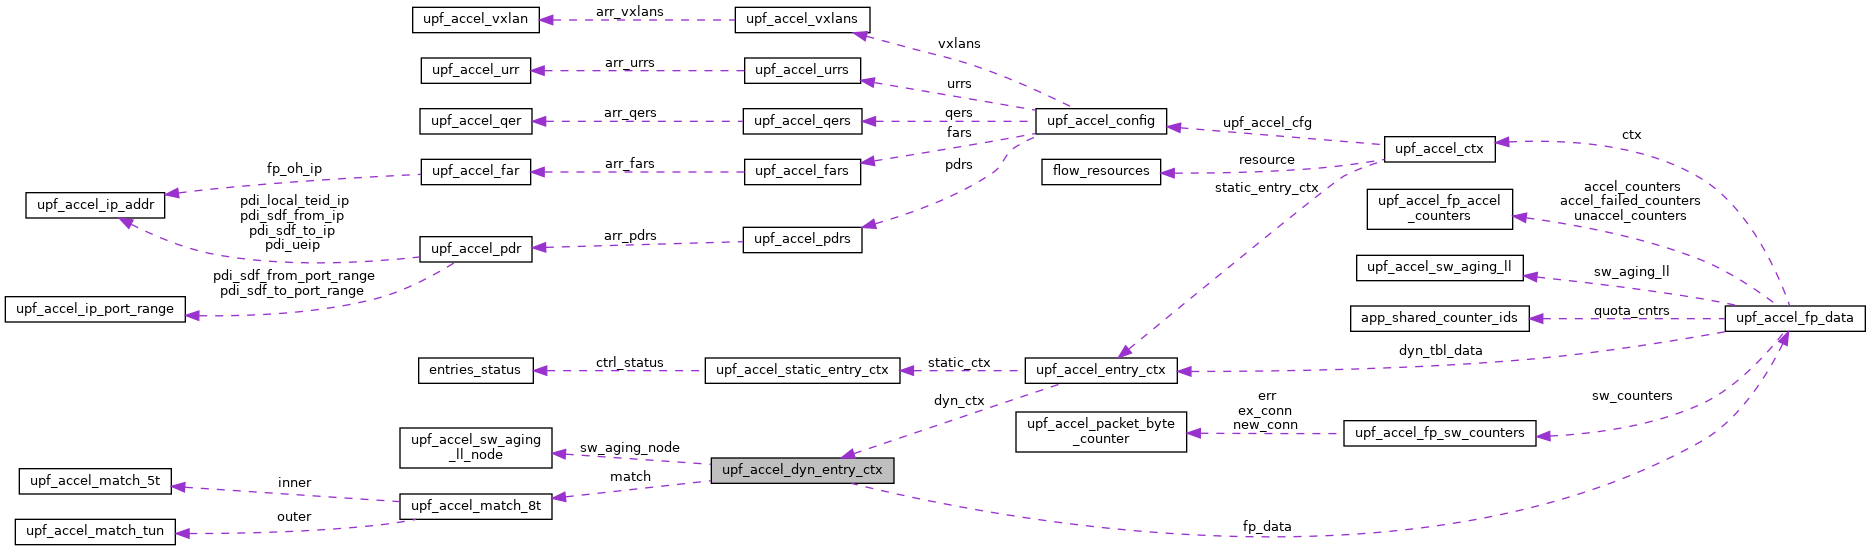 upf_accel_vxlan
arr_vxlans
upf_accel_vxlans
vxlans
upf_accel_urr
arr_urrs
upf_accel_urrs
urrs
upf_accel_qer
arr_qers
upf_accel_qers
qers
upf_accel_config
upf_accel_cfg
fars
upf_accel_far
arr_fars
upf_accel_fars
pdrs
fp_oh_ip
upf_accel_ip_addr
pdi_local_teid_ip
pdi_sdf_from_ip
pdi_sdf_to_ip
pdi_ueip
upf_accel_pdr
arr_pdrs
upf_accel_pdrs
pdi_sdf_from_port_range
pdi_sdf_to_port_range
upf_accel_ip_port_range
flow_resources
resource
static_entry_ctx
upf_accel_ctx
ctx
upf_accel_fp_accel
_counters
accel_counters
accel_failed_counters
unaccel_counters
upf_accel_sw_aging_ll
sw_aging_ll
app_shared_counter_ids
quota_cntrs
upf_accel_fp_data
dyn_tbl_data
entries_status
ctrl_status
upf_accel_static_entry_ctx
static_ctx
upf_accel_entry_ctx
dyn_ctx
upf_accel_packet_byte
_counter
err
ex_conn
new_conn
upf_accel_fp_sw_counters
sw_counters
upf_accel_sw_aging
_ll_node
sw_aging_node
upf_accel_dyn_entry_ctx
match
upf_accel_match_5t
inner
upf_accel_match_8t
outer
upf_accel_match_tun
fp_data